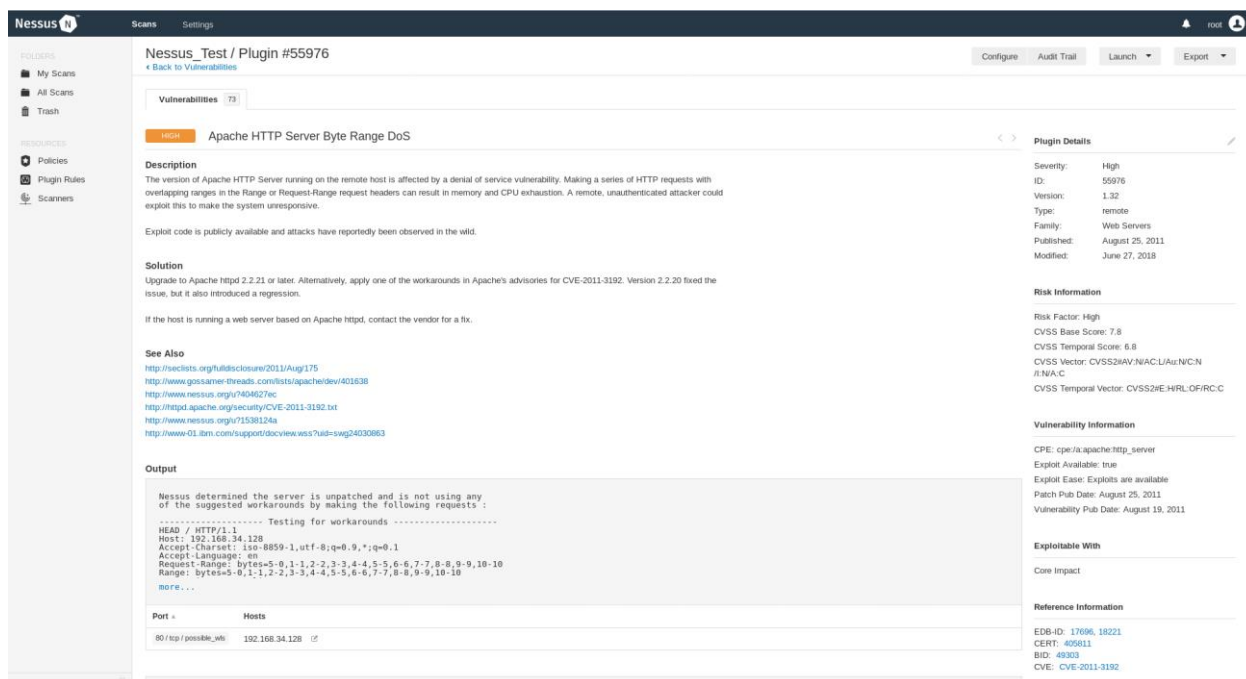 Nessus N
Scans Settings
root
FOLDERS
My Scans
All Scans
Trash
RESOURCES
Policies
Plugin Rules
Scanners
Nessus_Test / Plugin #55976
Back to Vulnerabilities
Configure Audit Trail Launch Export
Vulnerabilities 73
HIGH Apache HTTP Server Byte Range DoS
Description
The version of Apache HTTP Server running on the remote host is affected by a denial of service vulnerability. Making a series of HTTP requests with
overlapping ranges in the Range or Request-Range request headers can result in memory and CPU exhaustion. A remote, unauthenticated attacker could
exploit this to make the system unresponsive.
Exploit code is publicly available and attacks have reportedly been observed in the wild.
Solution
Upgrade to Apache httpd 2.2.21 or later. Alternatively, apply one of the workarounds in Apache's advisories for CVE-2011-3192. Version 2.2.20 fixed the
issue, but it also introduced a regression.
If the host is running a web server based on Apache httpd, contact the vendor for a fix.
See Also
http://seclists.org/fulldisclosure/2011/Aug/175
http://www.gossamer-threads.com/lists/apache/dev/401638
http://www.nessus.org/u?404627ec
http://httpd.apache.org/security/CVE-2011-3192.txt
http://www.nessus.org/u?1538124a
http://www-01.ibm.com/support/docview.wss?uid=swg24030863
Output
Nessus determined the server is unpatched and is not using any
of the suggested workarounds by making the following requests :
-------------------- Testing for workarounds --------------------
HEAD / HTTP/1.1
Host: 192.168.34.128
Accept-Charset: iso-8859-1,utf-8;q=0.9,*;q=0.1
Accept-Language: en
Request-Range: bytes=5-0,1-1,2-2,3-3,4-4,5-5,6-6,7-7,8-8,9-9,10-10
Range: bytes=5-0,1-1,2-2,3-3,4-4,5-5,6-6,7-7,8-8,9-9,10-10
more...
Port Hosts
80 / tcp / possible_wls 192.168.34.128
Plugin Details
Severity: High
ID: 55976
Version: 1.32
Type: remote
Family: Web Servers
Published: August 25, 2011
Modified: June 27, 2018
Risk Information
Risk Factor: High
CVSS Base Score: 7.8
CVSS Temporal Score: 6.8
CVSS Vector: CVSS2#AV:N/AC:L/Au:N/C:N
/I:N/A:C
CVSS Temporal Vector: CVSS2#E:H/RL:OF/RC:C
Vulnerability Information
CPE: cpe:/a:apache:http_server
Exploit Available: true
Exploit Ease: Exploits are available
Patch Pub Date: August 25, 2011
Vulnerability Pub Date: August 19, 2011
Exploitable With
Core Impact
Reference Information
EDB-ID: 17696, 18221
CERT: 405811
BID: 49303
CVE: CVE-2011-3192